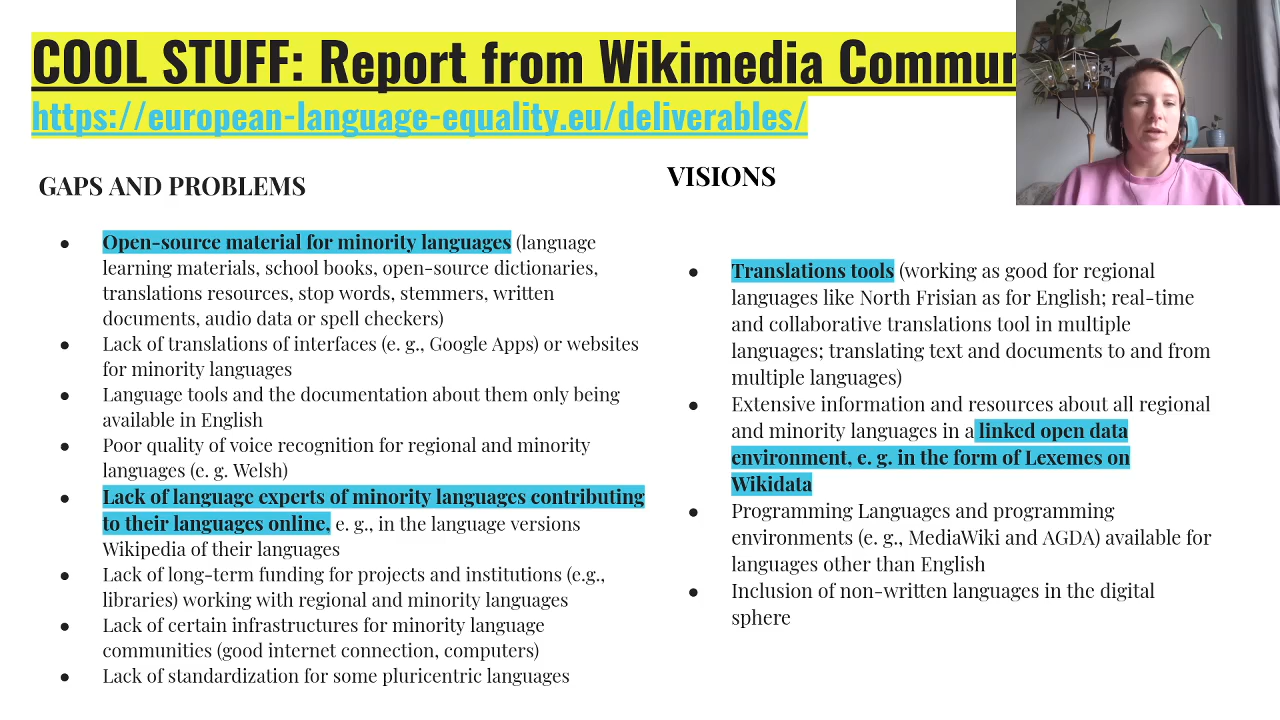 COOL STUFF: Report from Wikimedia
https://european-language-equality.eu/deliverables/
GAPS AND PROBLEMS
● Open-source material for minority languages (language
learning materials, school books, open-source dictionaries,
translations resources, stop words, stemmers, written
documents, audio data or spell checkers)
● Lack of translations of interfaces (e. g., Google Apps) or websites
for minority languages
● Language tools and the documentation about them only being
available in English
● Poor quality of voice recognition for regional and minority
languages (e. g. Welsh)
● Lack of language experts of minority languages contributing
to their languages online, e. g., in the language versions
Wikipedia of their languages
● Lack of long-term funding for projects and institutions (e.g.,
libraries) working with regional and minority languages
● Lack of certain infrastructures for minority language
communities (good internet connection, computers)
● Lack of standardization for some pluricentric languages
VISIONS
● Translations tools (working as good for regional
languages like North Frisian as for English; real-time
and collaborative translations tool in multiple
languages; translating text and documents to and from
multiple languages)
● Extensive information and resources about all regional
and minority languages in a linked open data
environment, e. g. in the form of Lexemes on
Wikidata
● Programming Languages and programming
environments (e. g., MediaWiki and AGDA) available for
languages other than English
● Inclusion of non-written languages in the digital
sphere